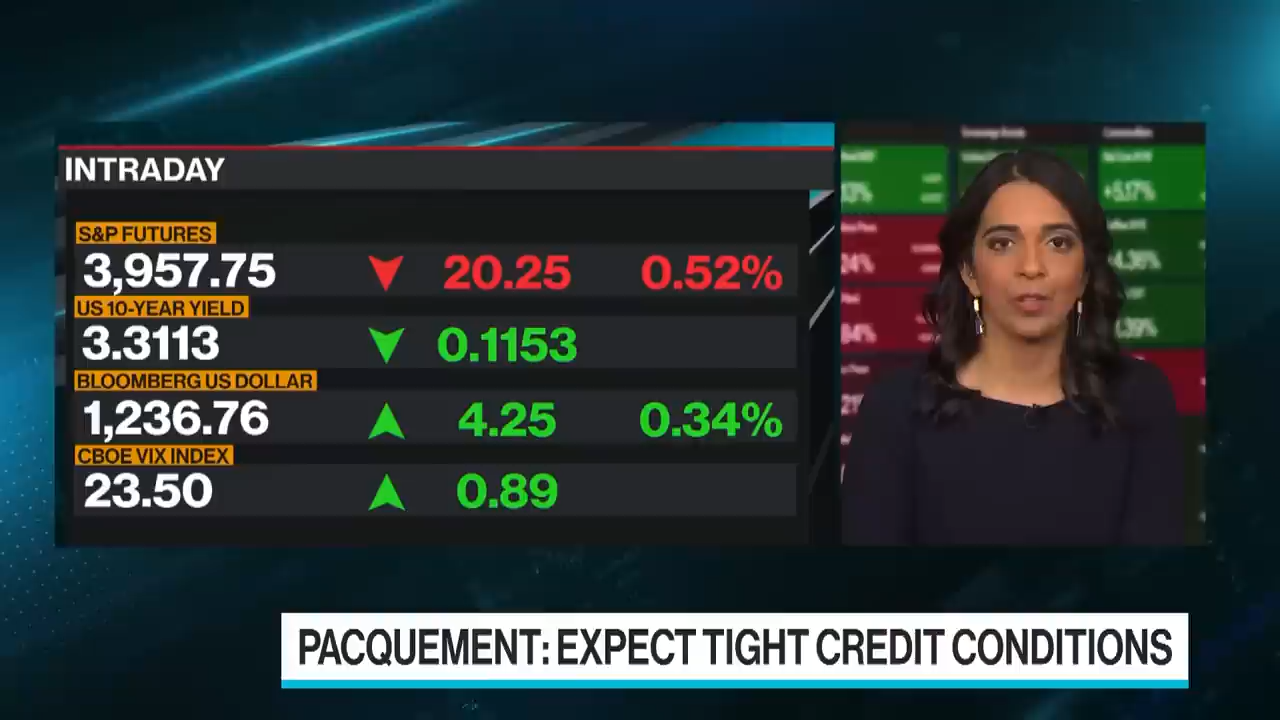 INTRADAY
S&P FUTURES
3,957.75 20.25 0.52%
US 10-YEAR YIELD
3.3113 0.1153
BLOOMBERG US DOLLAR
1,236.76 4.25 0.34%
CBOE VIX INDEX
23.50 0.89
+5.17%
PACQUEMENT: EXPECT TIGHT CREDIT CONDITIONS